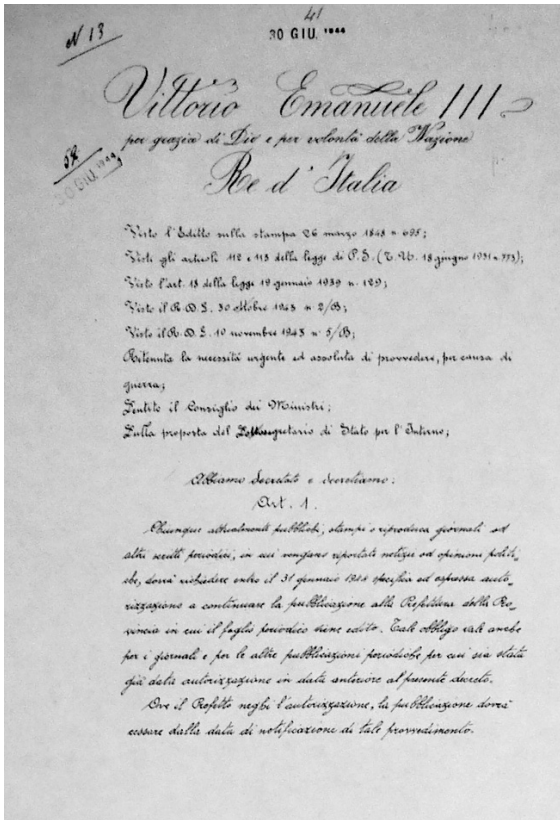 41
N 13
30 GIU. 1944
Vittorio Emanuele III
per grazia di Dio e per volontà della Nazione
58
30 GIU. 1944
Re d'Italia
Visto l'Editto sulla stampa 26 marzo 1848 n. 695;
Visti gli articoli 112 e 113 della legge di P. S. (T. U. 18 giugno 1931 n. 773);
Visto l'art. 18 della legge 19 gennaio 1939 n. 129;
Visto il R. D. L. 30 ottobre 1943 n. 2/B;
Visto il R. D. L. 10 novembre 1943 n. 5/B;
Ritenuta la necessità urgente ed assoluta di provvedere, per causa di
guerra;
Sentito il Consiglio dei Ministri;
Sulla proposta del Sottosegretario di Stato per l'Interno;
Abbiamo decretato e decretiamo:
Art. 1.
Chiunque attualmente pubblichi, stampi o riproduca giornali od
altri scritti periodici, in cui vengano riportate notizie od opinioni politi-
che, dovrà richiedere entro il 31 gennaio specifica ed espressa auto-
rizzazione a continuare la pubblicazione alla Prefettura della Pro-
vincia in cui il foglio periodico viene edito. Tale obbligo vale anche
per i giornali e per le altre pubblicazioni periodiche per cui sia stata
già data autorizzazione in data anteriore al presente decreto.
Ove il Prefetto neghi l'autorizzazione, la pubblicazione dovrà
cessare dalla data di notificazione di tale provvedimento.